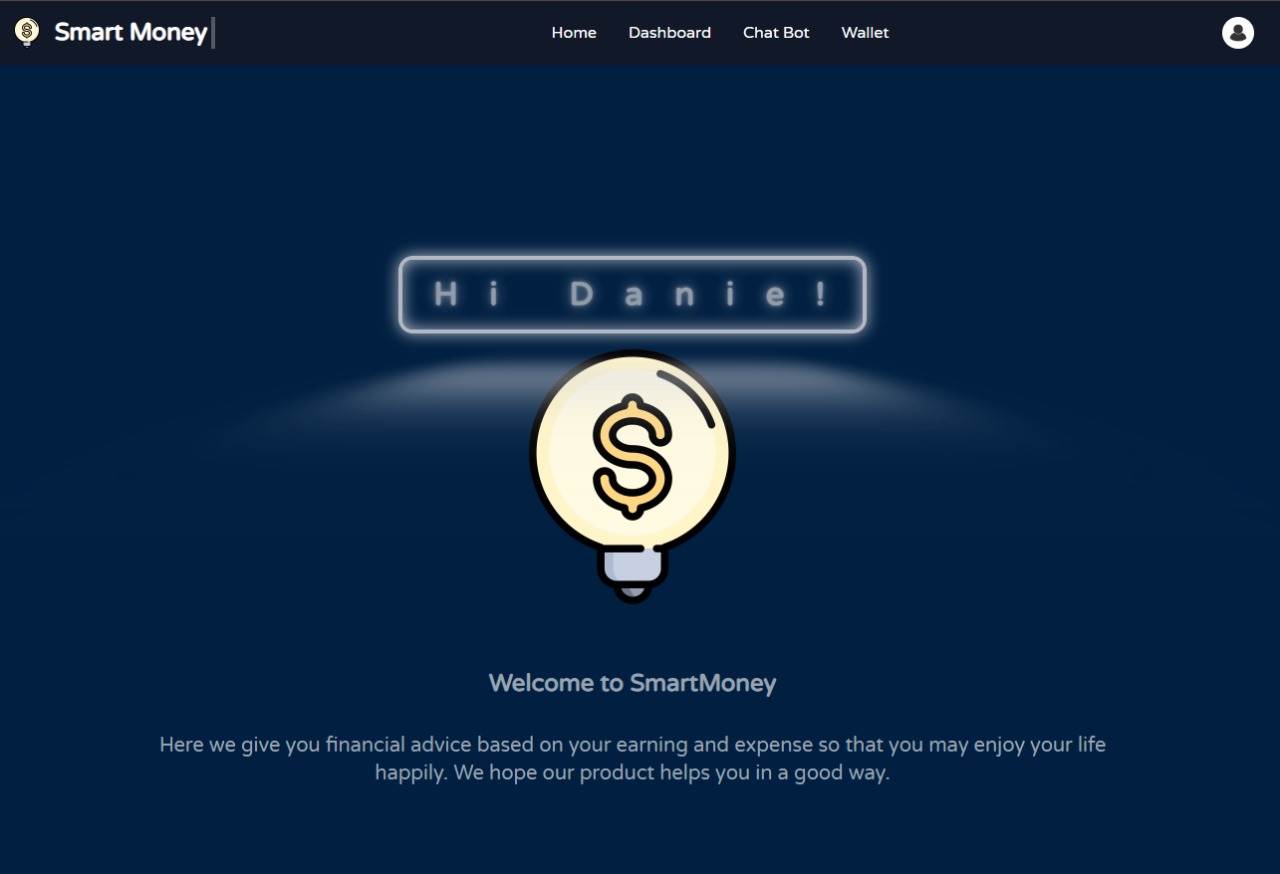 Smart Money
Home Dashboard Chat Bot Wallet
Hi Danie!
$
Welcome to SmartMoney
Here we give you financial advice based on your earning and expense so that you may enjoy your life
happily. We hope our product helps you in a good way.